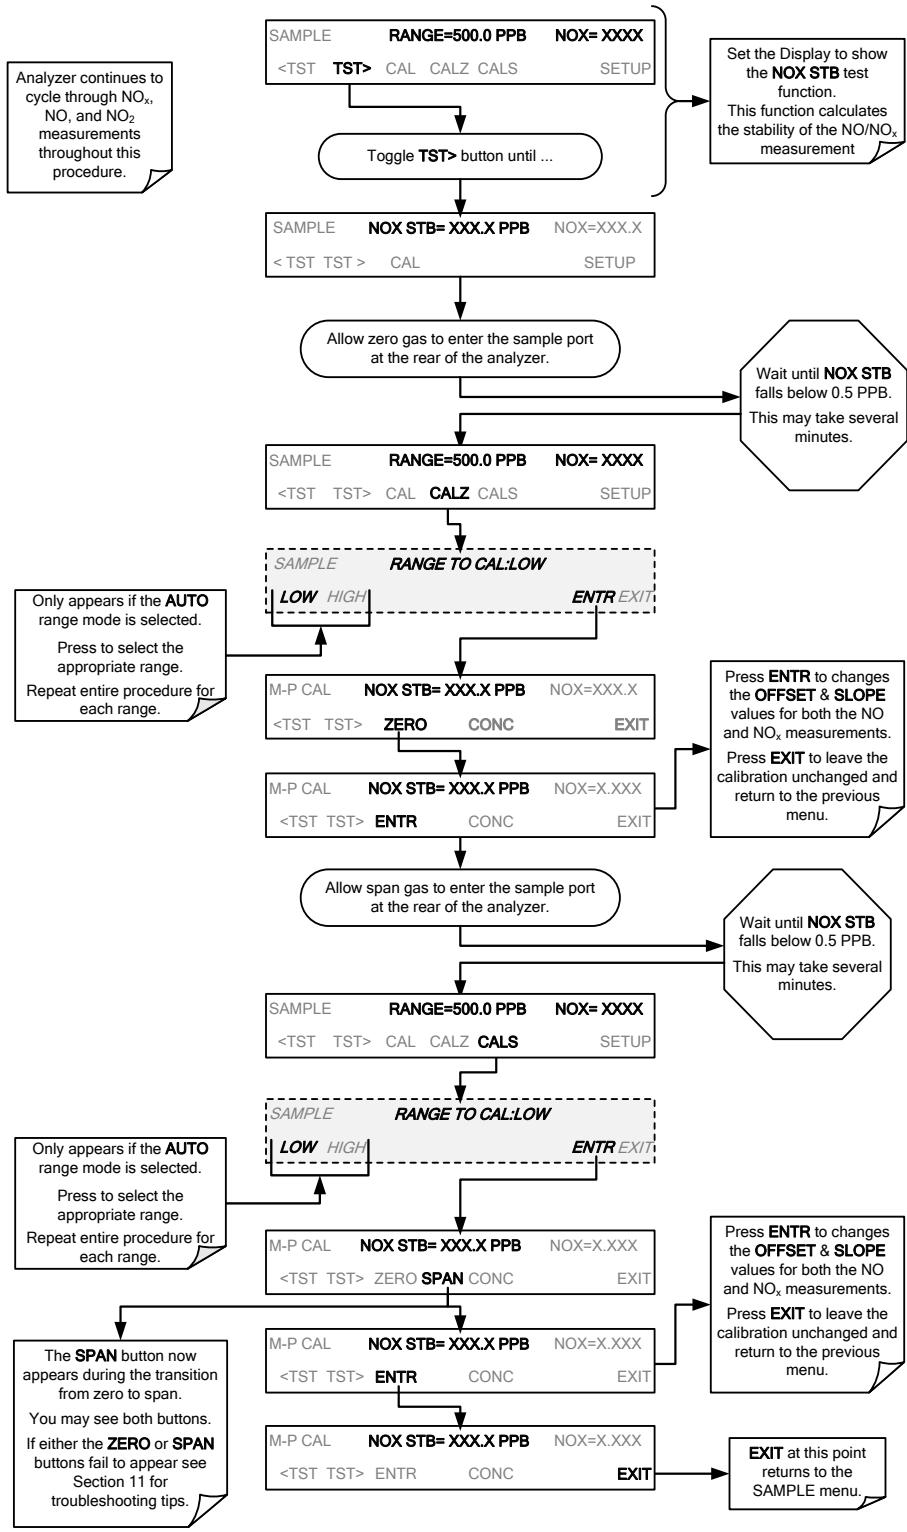 SAMPLE RANGE=500.0 PPB NOX= XXXX
<TST TST> CAL CALZ CALS SETUP
Set the Display to show
the NOX STB test
function.
This function calculates
the stability of the NO/NOx
measurement
Analyzer continues to
cycle through NOx,
NO, and NO2
measurements
throughout this
procedure.
Toggle TST> button until ...
SAMPLE NOX STB= XXX.X PPB NOX=XXX.X
< TST TST > CAL SETUP
Allow zero gas to enter the sample port
at the rear of the analyzer.
Wait until NOX STB
falls below 0.5 PPB.
This may take several
minutes.
SAMPLE RANGE=500.0 PPB NOX= XXXX
<TST TST> CAL CALZ CALS SETUP
SAMPLE RANGE TO CAL:LOW
LOW HIGH ENTR EXIT
Only appears if the AUTO
range mode is selected.
Press to select the
appropriate range.
Repeat entire procedure for
each range.
M-P CAL NOX STB= XXX.X PPB NOX=XXX.X
<TST TST> ZERO CONC EXIT
Press ENTR to changes
the OFFSET & SLOPE
values for both the NO
and NOx measurements.
Press EXIT to leave the
calibration unchanged and
return to the previous
menu.
M-P CAL NOX STB= XXX.X PPB NOX=X.XXX
<TST TST> ENTR CONC EXIT
Allow span gas to enter the sample port
at the rear of the analyzer.
Wait until NOX STB
falls below 0.5 PPB.
This may take several
minutes.
SAMPLE RANGE=500.0 PPB NOX= XXXX
<TST TST> CAL CALZ CALS SETUP
SAMPLE RANGE TO CAL:LOW
LOW HIGH ENTR EXIT
Only appears if the AUTO
range mode is selected.
Press to select the
appropriate range.
Repeat entire procedure for
each range.
M-P CAL NOX STB= XXX.X PPB NOX=X.XXX
<TST TST> ZERO SPAN CONC EXIT
Press ENTR to changes
the OFFSET & SLOPE
values for both the NO
and NOx measurements.
Press EXIT to leave the
calibration unchanged and
return to the previous
menu.
The SPAN button now
appears during the transition
from zero to span.
You may see both buttons.
If either the ZERO or SPAN
buttons fail to appear see
Section 11 for
troubleshooting tips.
M-P CAL NOX STB= XXX.X PPB NOX=X.XXX
<TST TST> ENTR CONC EXIT
M-P CAL NOX STB= XXX.X PPB NOX=X.XXX
<TST TST> ENTR CONC EXIT
EXIT at this point
returns to the
SAMPLE menu.